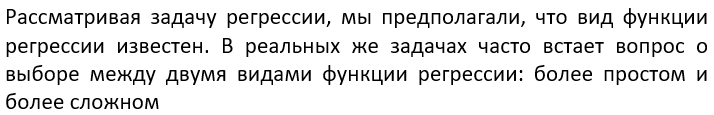 Рассматривая задачу регрессии, мы предполагали, что вид функции
регрессии известен. В реальных же задачах часто встает вопрос о
выборе между двумя видами функции регрессии: более простом и
более сложном